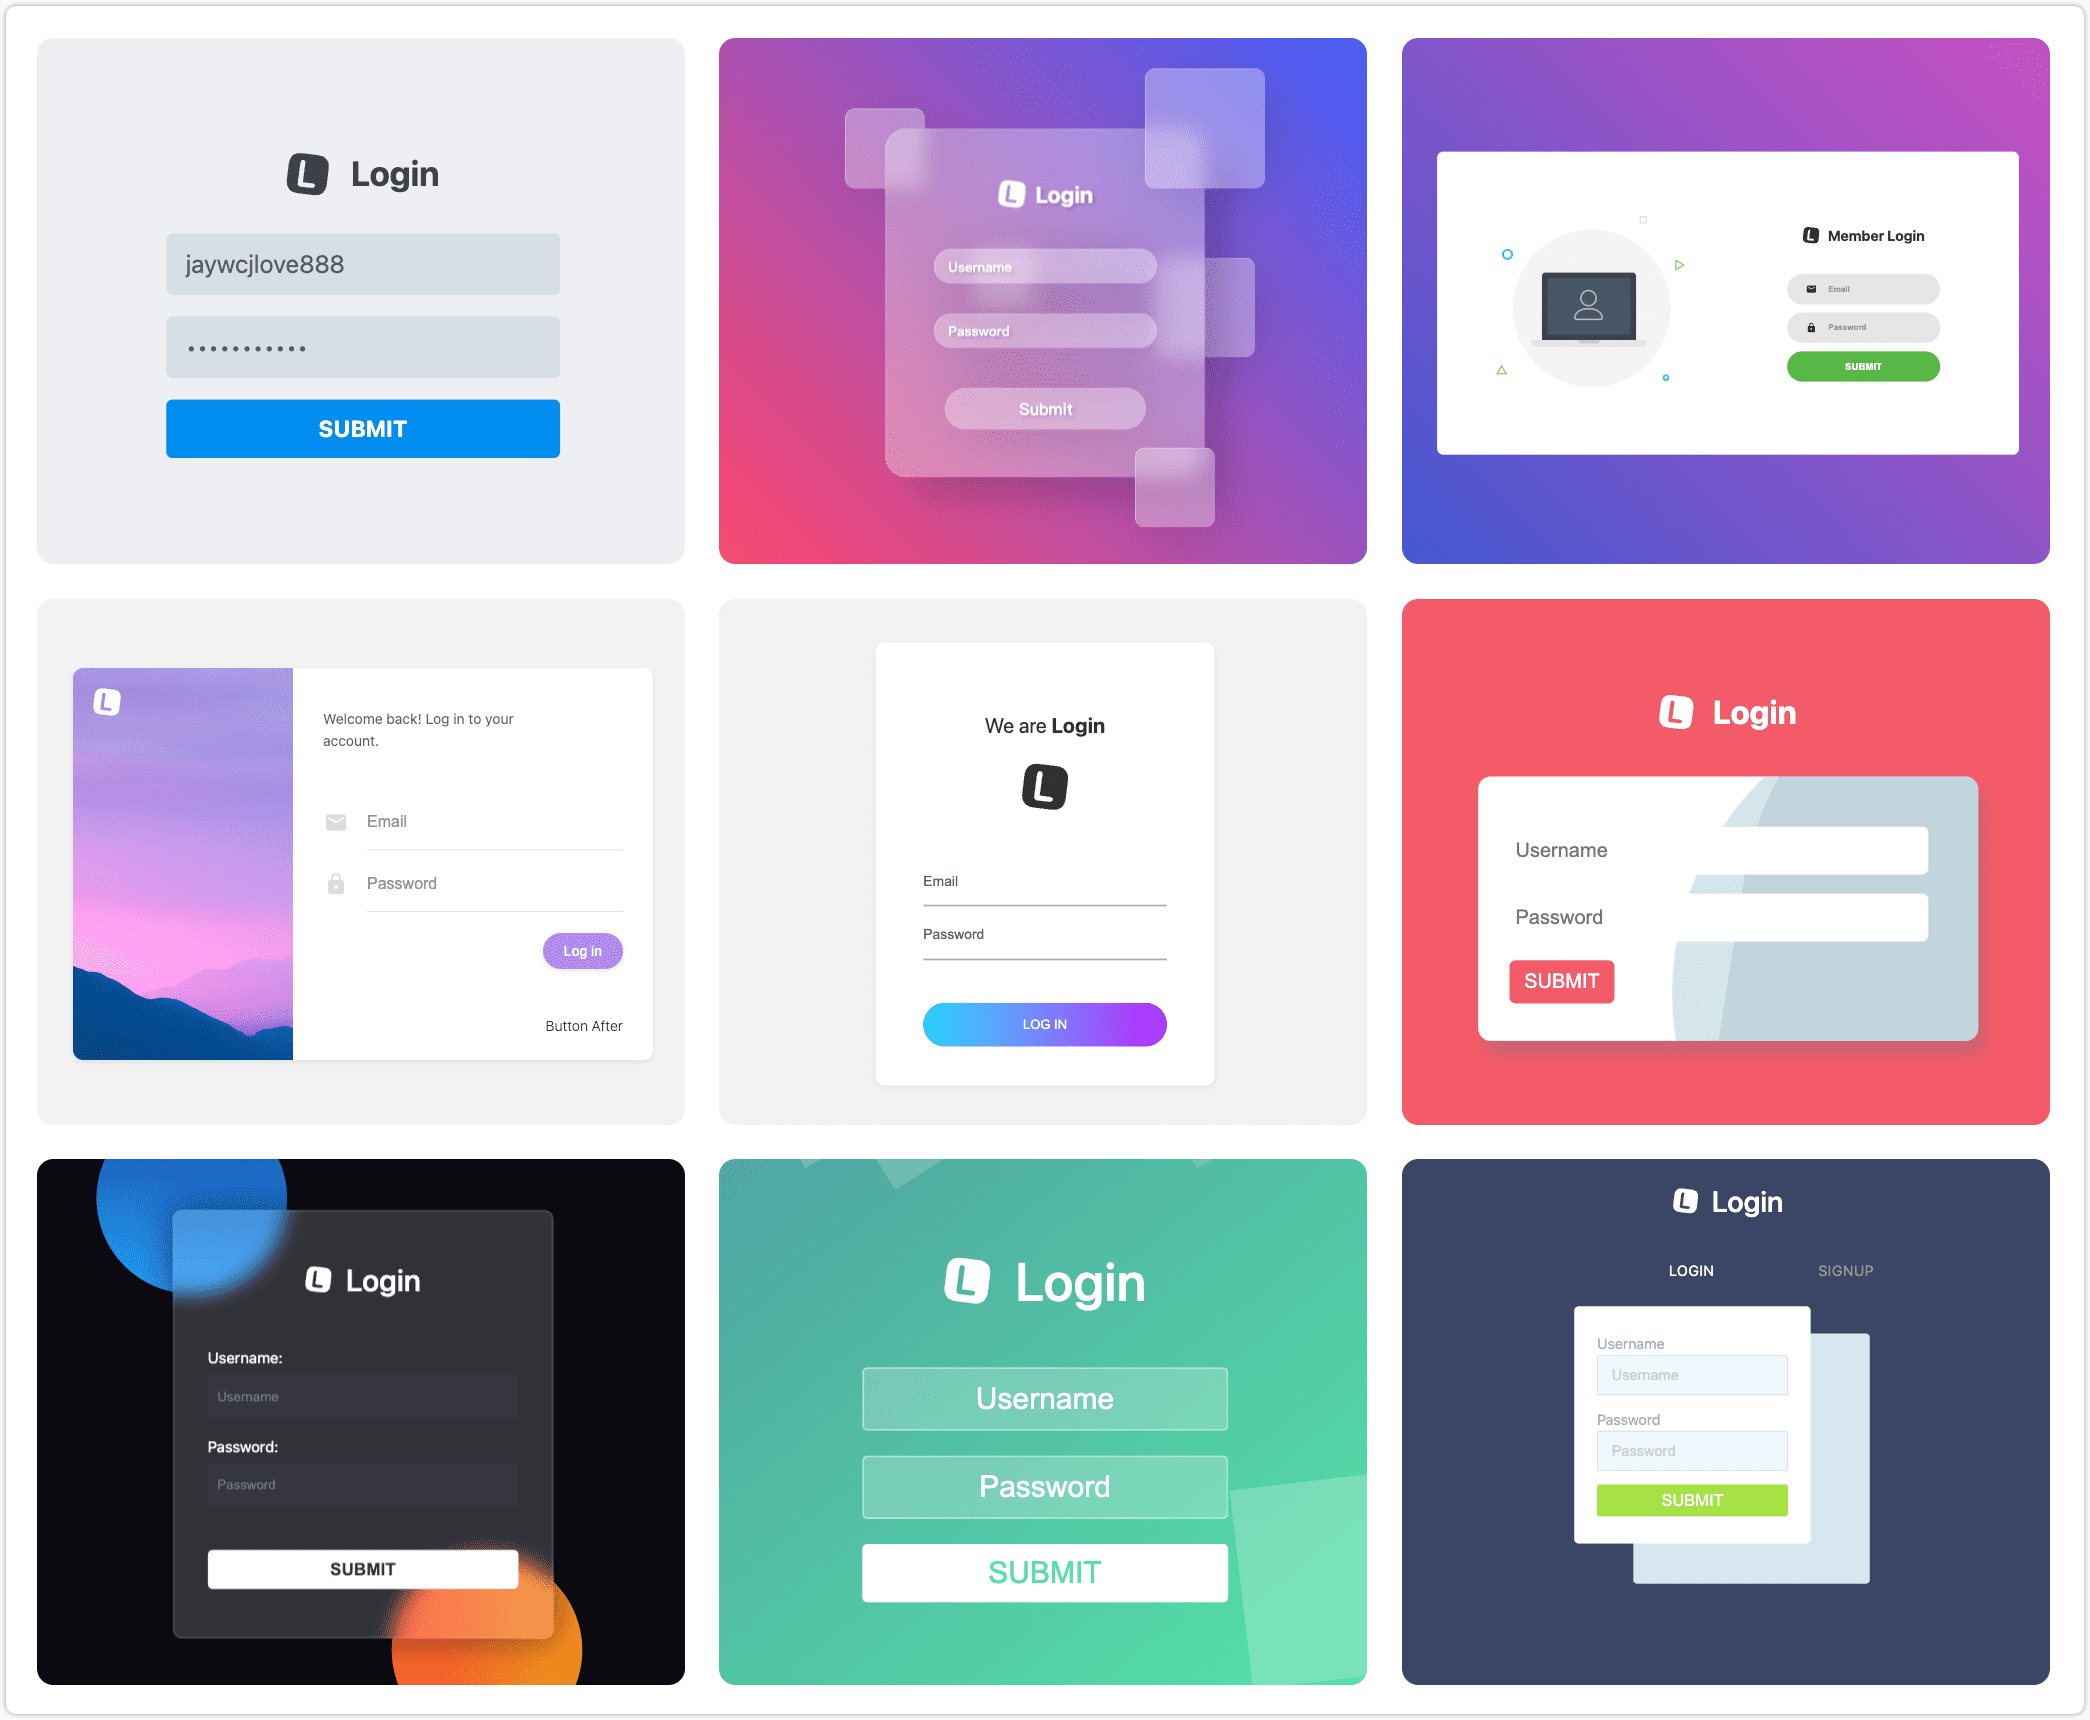 L Login
jaywcjlove888
•••••••••••
SUBMIT
L Login
Username
Password
Submit
L Member Login
Email
Password
SUBMIT
L
Welcome back! Log in to your
account.
Email
Password
Log in
Button After
We are Login
L
Email
Password
LOG IN
L Login
Username
Password
SUBMIT
L Login
Username:
Username
Password:
Password
SUBMIT
L Login
Username
Password
SUBMIT
L Login
LOGIN SIGNUP
Username
Username
Password
Password
SUBMIT